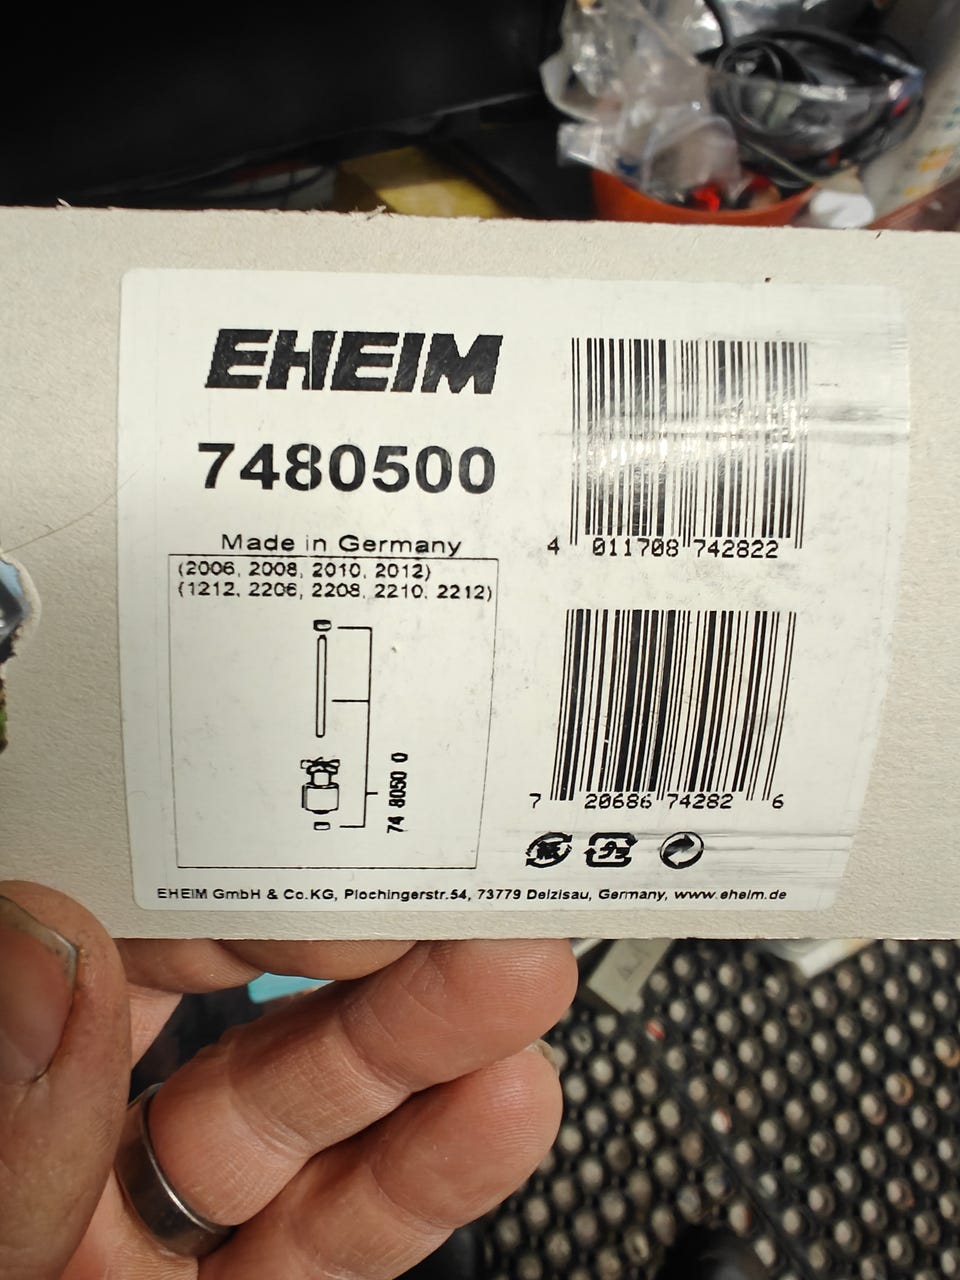 EHEIM
7480500
Made in Germany
(2006, 2008, 2010, 2012)
(1212, 2206, 2208, 2210, 2212)
74 8050 0
4 011708 742822
7 20686 74282 6
EHEIM GmbH & Co.KG, Plochingerstr.54, 73779 Deizisau, Germany, www.eheim.de